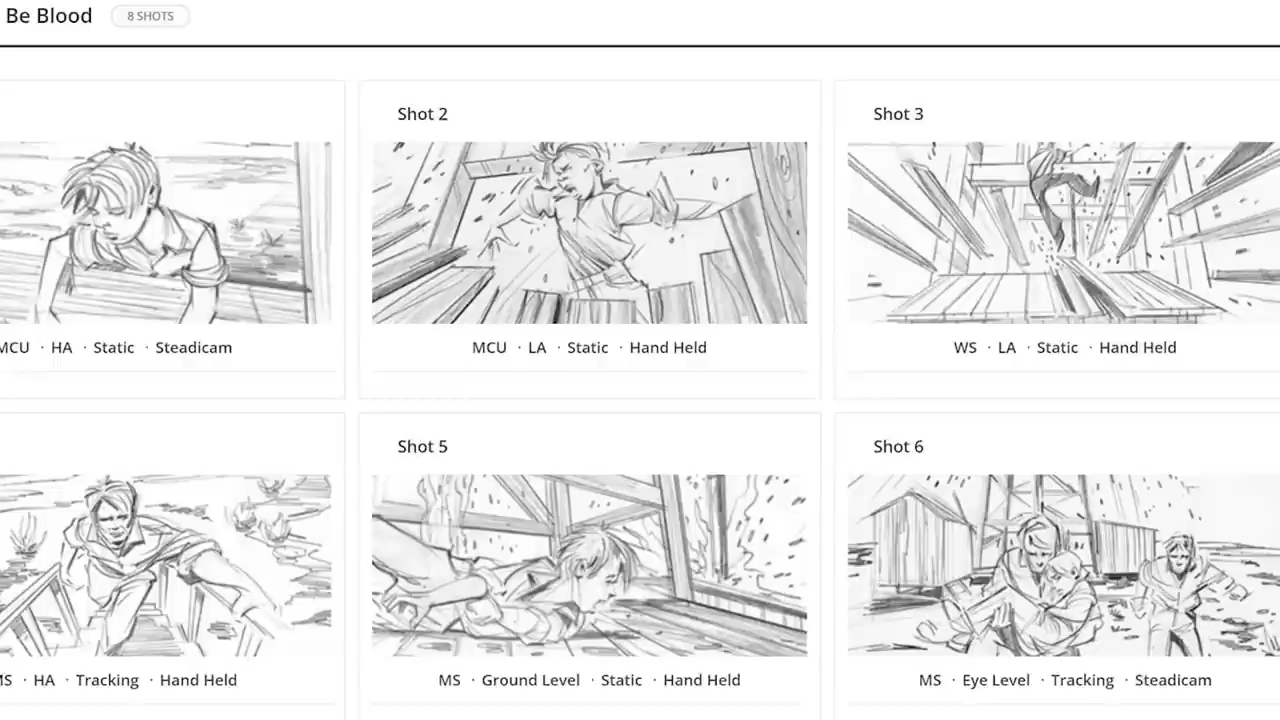 Be Blood 8 SHOTS
Shot 2
Shot 3
MCU · HA · Static · Steadicam
MCU · LA · Static · Hand Held
WS · LA · Static · Hand Held
Shot 5
Shot 6
HA · Tracking · Hand Held
MS · Ground Level · Static · Hand Held
MS · Eye Level · Tracking · Steadicam